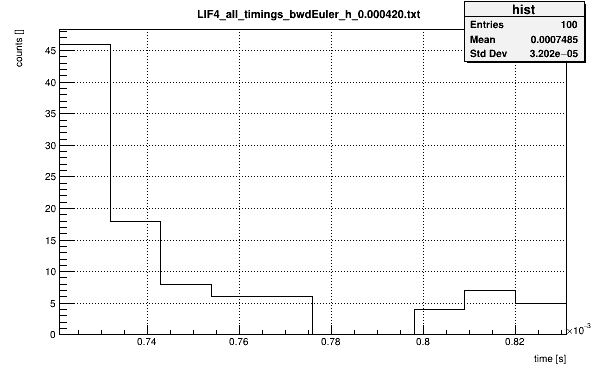 LIF4_all_timings_bwdEuler_h_0.000420.txt
hist
Entries 100
Mean 0.0007485
Std Dev 3.202e−05
counts []
45
40
35
30
25
20
15
10
5
0
0.74 0.76 0.78 0.8 0.82
×10⁻³
time [s]